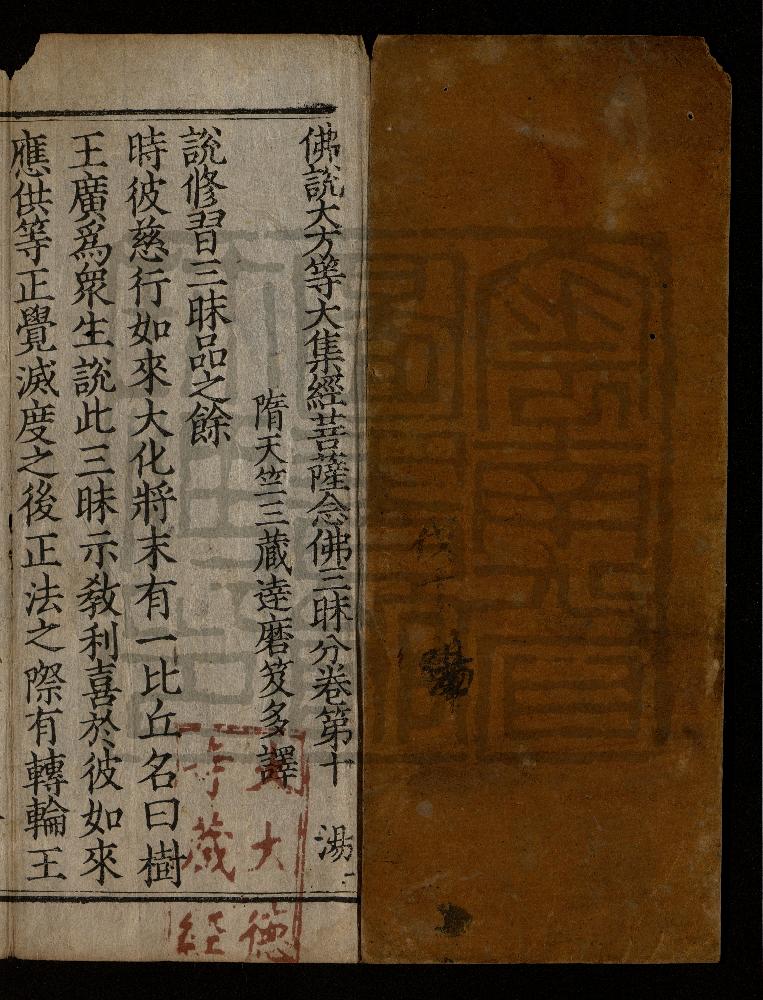 佛說大方等大集經菩薩念佛三昧分卷第十 湯
隋天竺三藏達磨笈多譯
說修習三昧品之餘
時彼慈行如來大化將末有一比丘名曰樹
王廣爲衆生說此三昧示教利喜於彼如來
應供等正覺滅度之後正法之際有轉輪王
大德
寺藏經
湯